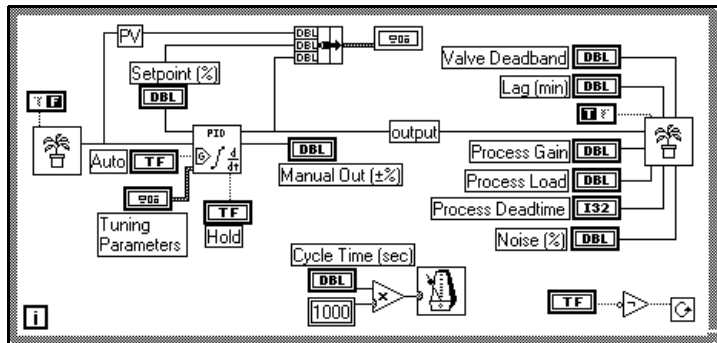 PV
DBL
DBL
DBL
Setpoint (%)
DBL
Valve Deadband
DBL
Lag (min)
DBL
F
T
PID
G ∫ d/dt
output
Auto
TF
DBL
Manual Out (±%)
Process Gain
DBL
Process Load
DBL
Tuning
Parameters
TF
Hold
Process Deadtime
I32
Noise (%)
DBL
Cycle Time (sec)
DBL
1000
x
TF
i